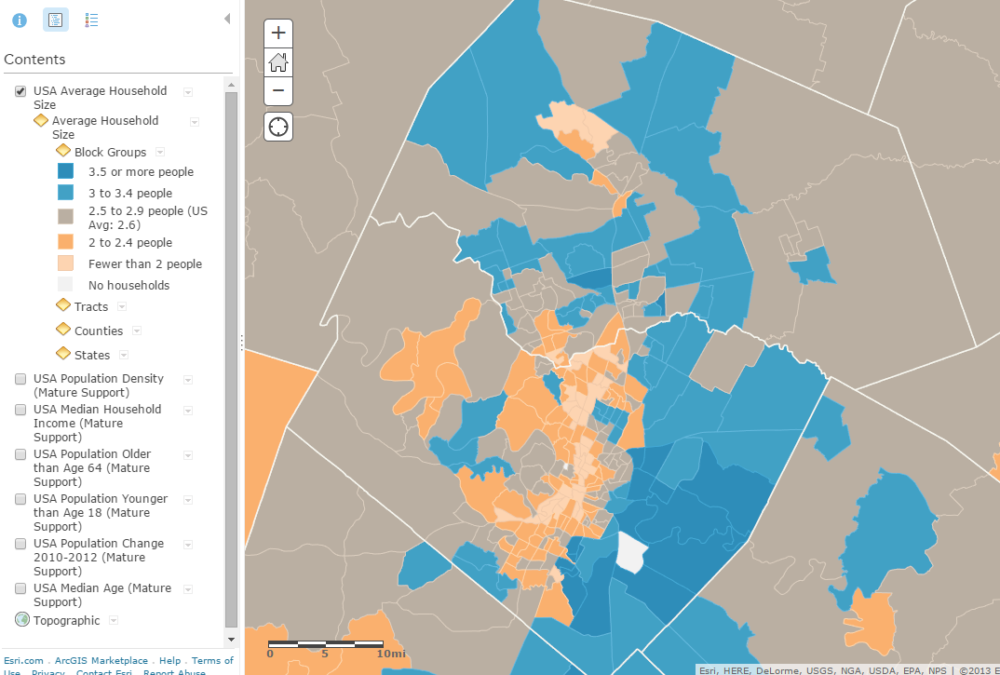 Contents
USA Average Household
Size
Average Household
Size
Block Groups
3.5 or more people
3 to 3.4 people
2.5 to 2.9 people (US
Avg: 2.6)
2 to 2.4 people
Fewer than 2 people
No households
Tracts
Counties
States
USA Population Density
(Mature Support)
USA Median Household
Income (Mature
Support)
USA Population Older
than Age 64 (Mature
Support)
USA Population Younger
than Age 18 (Mature
Support)
USA Population Change
2010-2012 (Mature
Support)
USA Median Age (Mature
Support)
Topographic
Esri.com . ArcGIS Marketplace . Help . Terms of
Use . Privacy . Contact Esri . Report Abuse
0 5 10mi
Esri, HERE, DeLorme, USGS, NGA, USDA, EPA, NPS | ©2013 E